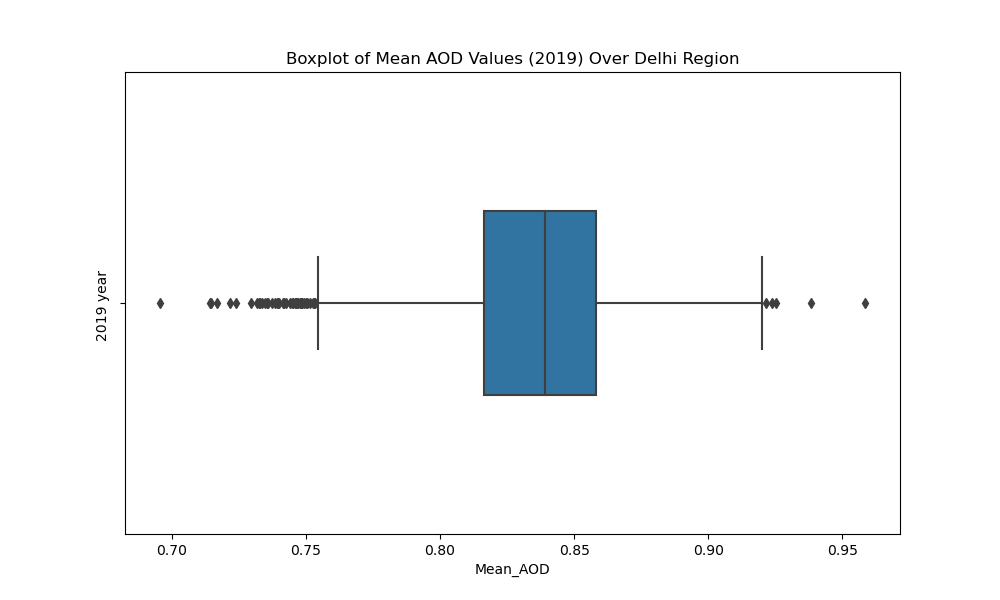 Boxplot of Mean AOD Values (2019) Over Delhi Region
2019 year
0.70 0.75 0.80 0.85 0.90 0.95
Mean_AOD